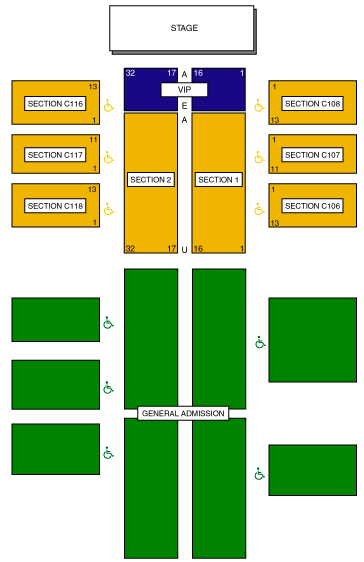 STAGE
32 17 A 16 1
VIP
E
A
13
SECTION C116
1
1
SECTION C108
13
11
SECTION C117
1
1
SECTION C107
11
SECTION 2
SECTION 1
13
SECTION C118
1
1
SECTION C106
13
32 17 U 16 1
GENERAL ADMISSION